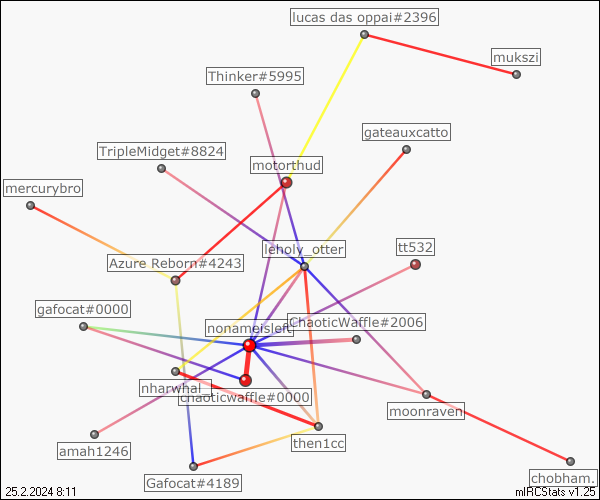 lucas das oppai#2396
mukszi
Thinker#5995
gateauxcatto
TripleMidget#8824
motorthud
mercurybro
leholy_otter
tt532
Azure Reborn#4243
gafocat#0000
nonameisleft
ChaoticWaffle#2006
nharwhal_
chaoticwaffle#0000
moonraven
then1cc
amah1246
Gafocat#4189
chobham.
25.2.2024 8:11
mIRCStats v1.25